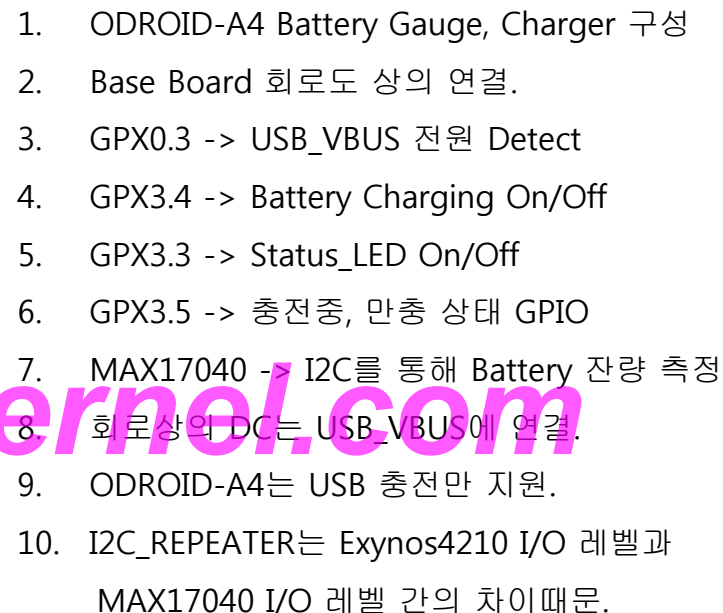 1. ODROID-A4 Battery Gauge, Charger 구성
2. Base Board 회로도 상의 연결.
3. GPX0.3 -> USB_VBUS 전원 Detect
4. GPX3.4 -> Battery Charging On/Off
5. GPX3.3 -> Status_LED On/Off
6. GPX3.5 -> 충전중, 만충 상태 GPIO
7. MAX17040 -> I2C를 통해 Battery 잔량 측정
ernel.com
8. 회로상의 DC는 USB_VBUS에 연결.
9. ODROID-A4는 USB 충전만 지원.
10. I2C_REPEATER는 Exynos4210 I/O 레벨과
MAX17040 I/O 레벨 간의 차이때문.